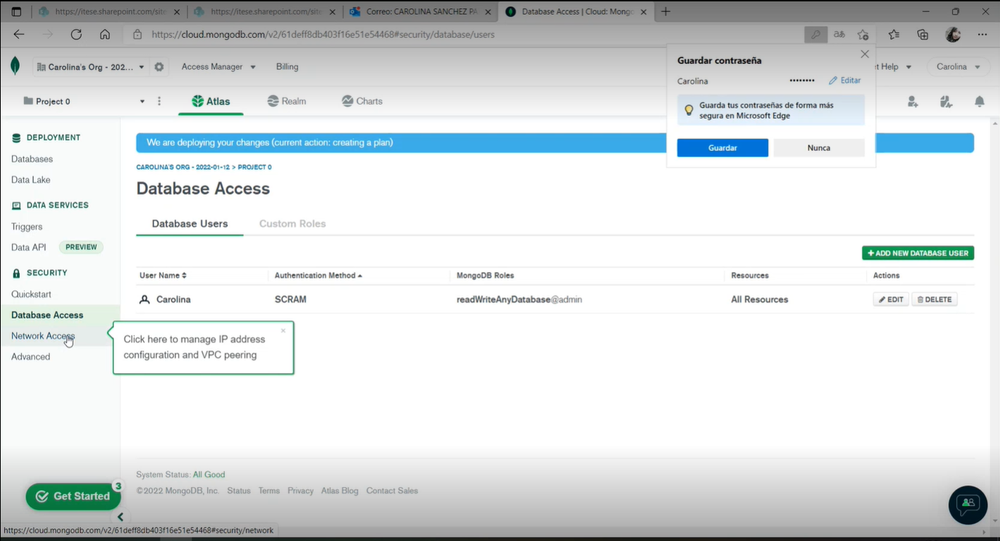 https://itese.sharepoint.com/site
https://itese.sharepoint.com/site
Correo: CAROLINA SANCHEZ PA
Database Access | Cloud: Mongo
https://cloud.mongodb.com/v2/61deff8db403f16e51e54468#security/database/users
Carolina's Org - 202...
Access Manager
Billing
t Help
Carolina
Guardar contraseña
Carolina
••••••••
Editar
Guarda tus contraseñas de forma más
segura en Microsoft Edge
Guardar
Nunca
Project 0
Atlas
Realm
Charts
DEPLOYMENT
Databases
Data Lake
DATA SERVICES
Triggers
Data API PREVIEW
SECURITY
Quickstart
Database Access
Network Access
Advanced
Click here to manage IP address
configuration and VPC peering
We are deploying your changes (current action: creating a plan)
CAROLINA'S ORG - 2022-01-12 > PROJECT 0
Database Access
Database Users
Custom Roles
+ ADD NEW DATABASE USER
User Name
Authentication Method
MongoDB Roles
Resources
Actions
Carolina
SCRAM
readWriteAnyDatabase@admin
All Resources
EDIT
DELETE
System Status: All Good
©2022 MongoDB, Inc. Status Terms Privacy Atlas Blog Contact Sales
Get Started
3
https://cloud.mongodb.com/v2/61deff8db403f16e51e54468#security/network